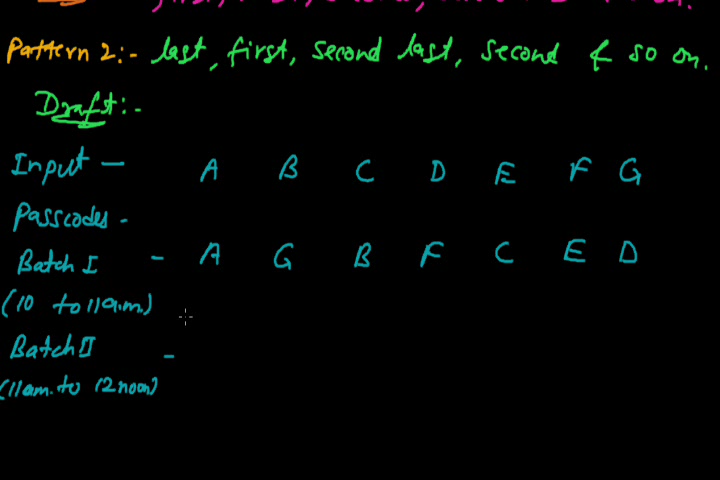 Pattern 2:- last, first, second last, second & so on.
Draft:-
Input — A B C D E F G
Passcodes -
Batch I - A G B F C E D
(10 to 11a.m.)
Batch II -
(11am. to 12 noon)